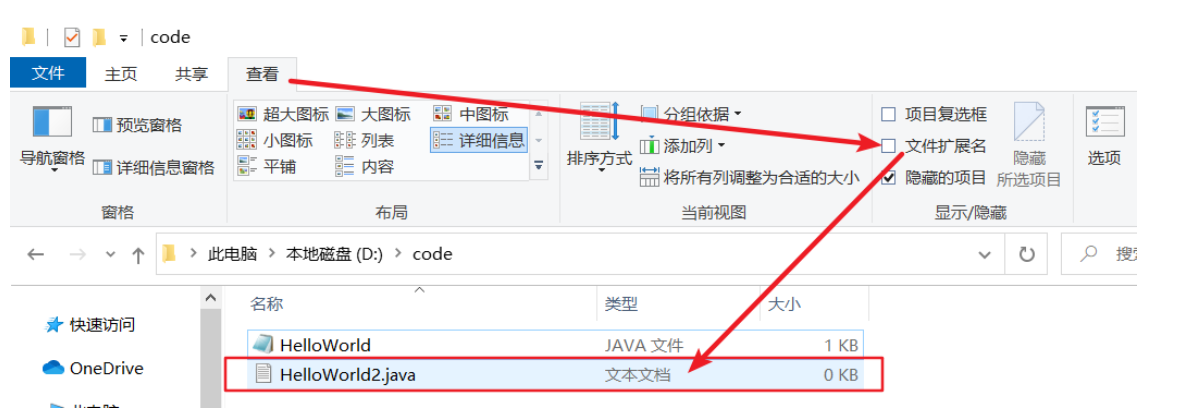 code
文件 主页 共享 查看
导航窗格 预览窗格 详细信息窗格
窗格
超大图标 大图标 中图标
小图标 列表 详细信息
平铺 内容
布局
排序方式 分组依据
添加列
将所有列调整为合适的大小
当前视图
项目复选框
文件扩展名
隐藏的项目
隐藏
所选项目
显示/隐藏
选项
此电脑 本地磁盘 (D:) code
名称 类型 大小
快速访问
OneDrive
HelloWorld JAVA 文件 1 KB
HelloWorld2.java 文本文档 0 KB